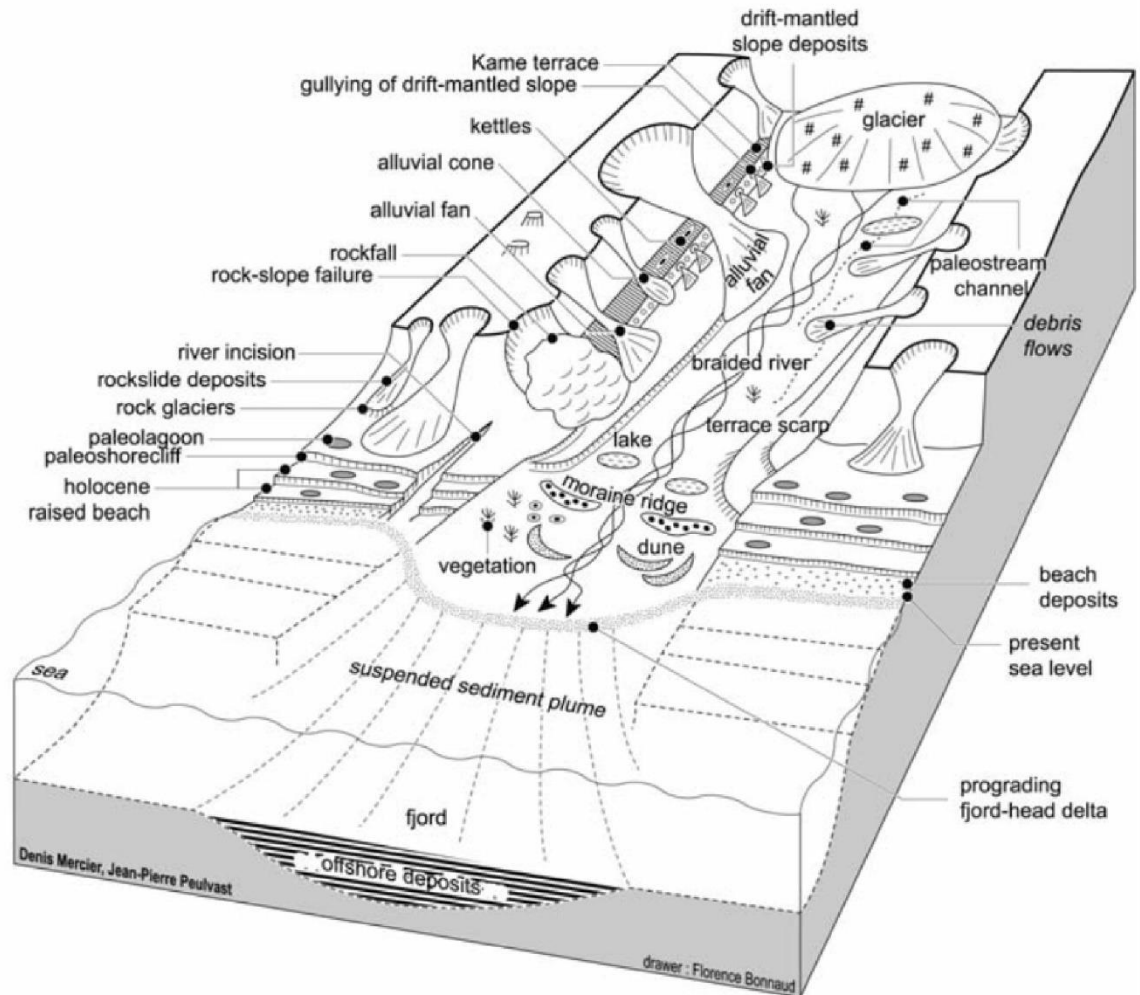 drift-mantled
slope deposits
Kame terrace
gullying of drift-mantled slope
glacier
kettles
alluvial cone
alluvial fan
alluvial
fan
rockfall
rock-slope failure
paleostream
channel
debris
flows
river incision
braided river
rockslide deposits
rock glaciers
terrace scarp
paleolagoon
lake
paleoshorecliff
holocene
raised beach
moraine ridge
dune
vegetation
beach
deposits
present
sea level
sea
suspended sediment plume
prograding
fjord-head delta
fjord
offshore deposits
Denis Mercier, Jean-Pierre Peulvast
drawer : Florence Bonnaud